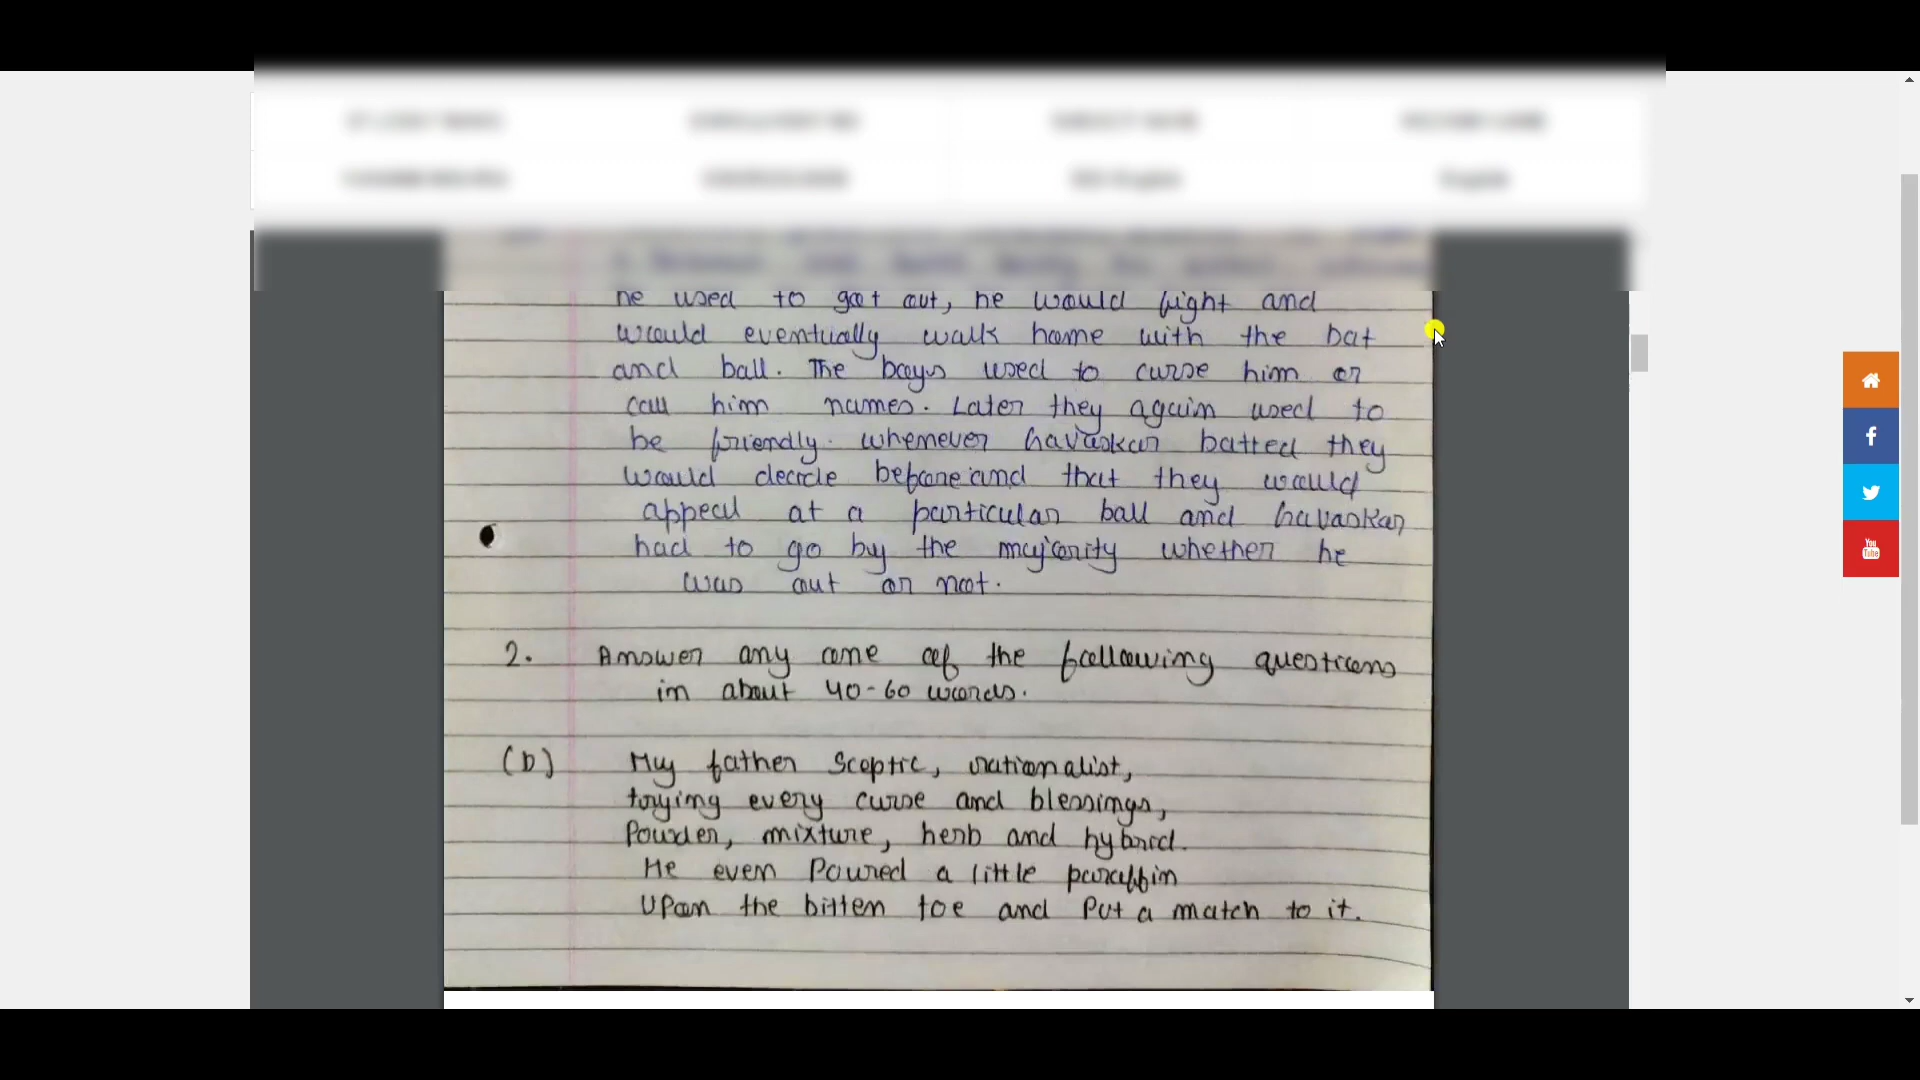 he used to got out, he would fight and
would eventually walk home with the bat
and ball. The boys used to curse him or
call him names. Later they again used to
be friendly. whenever Gavaskar batted they
would decide beforeand that they would
appeal at a particular ball and Gavaskar
had to go by the majority whether he
was out or not.
2. Answer any one of the following questions
in about 40-60 words.
(b) My father Sceptic, rationalist,
trying every curse and blessings,
Powder, mixture, herb and hybrid.
He even Poured a little paraffin
Upon the bitten toe and Put a match to it.
You
Tube